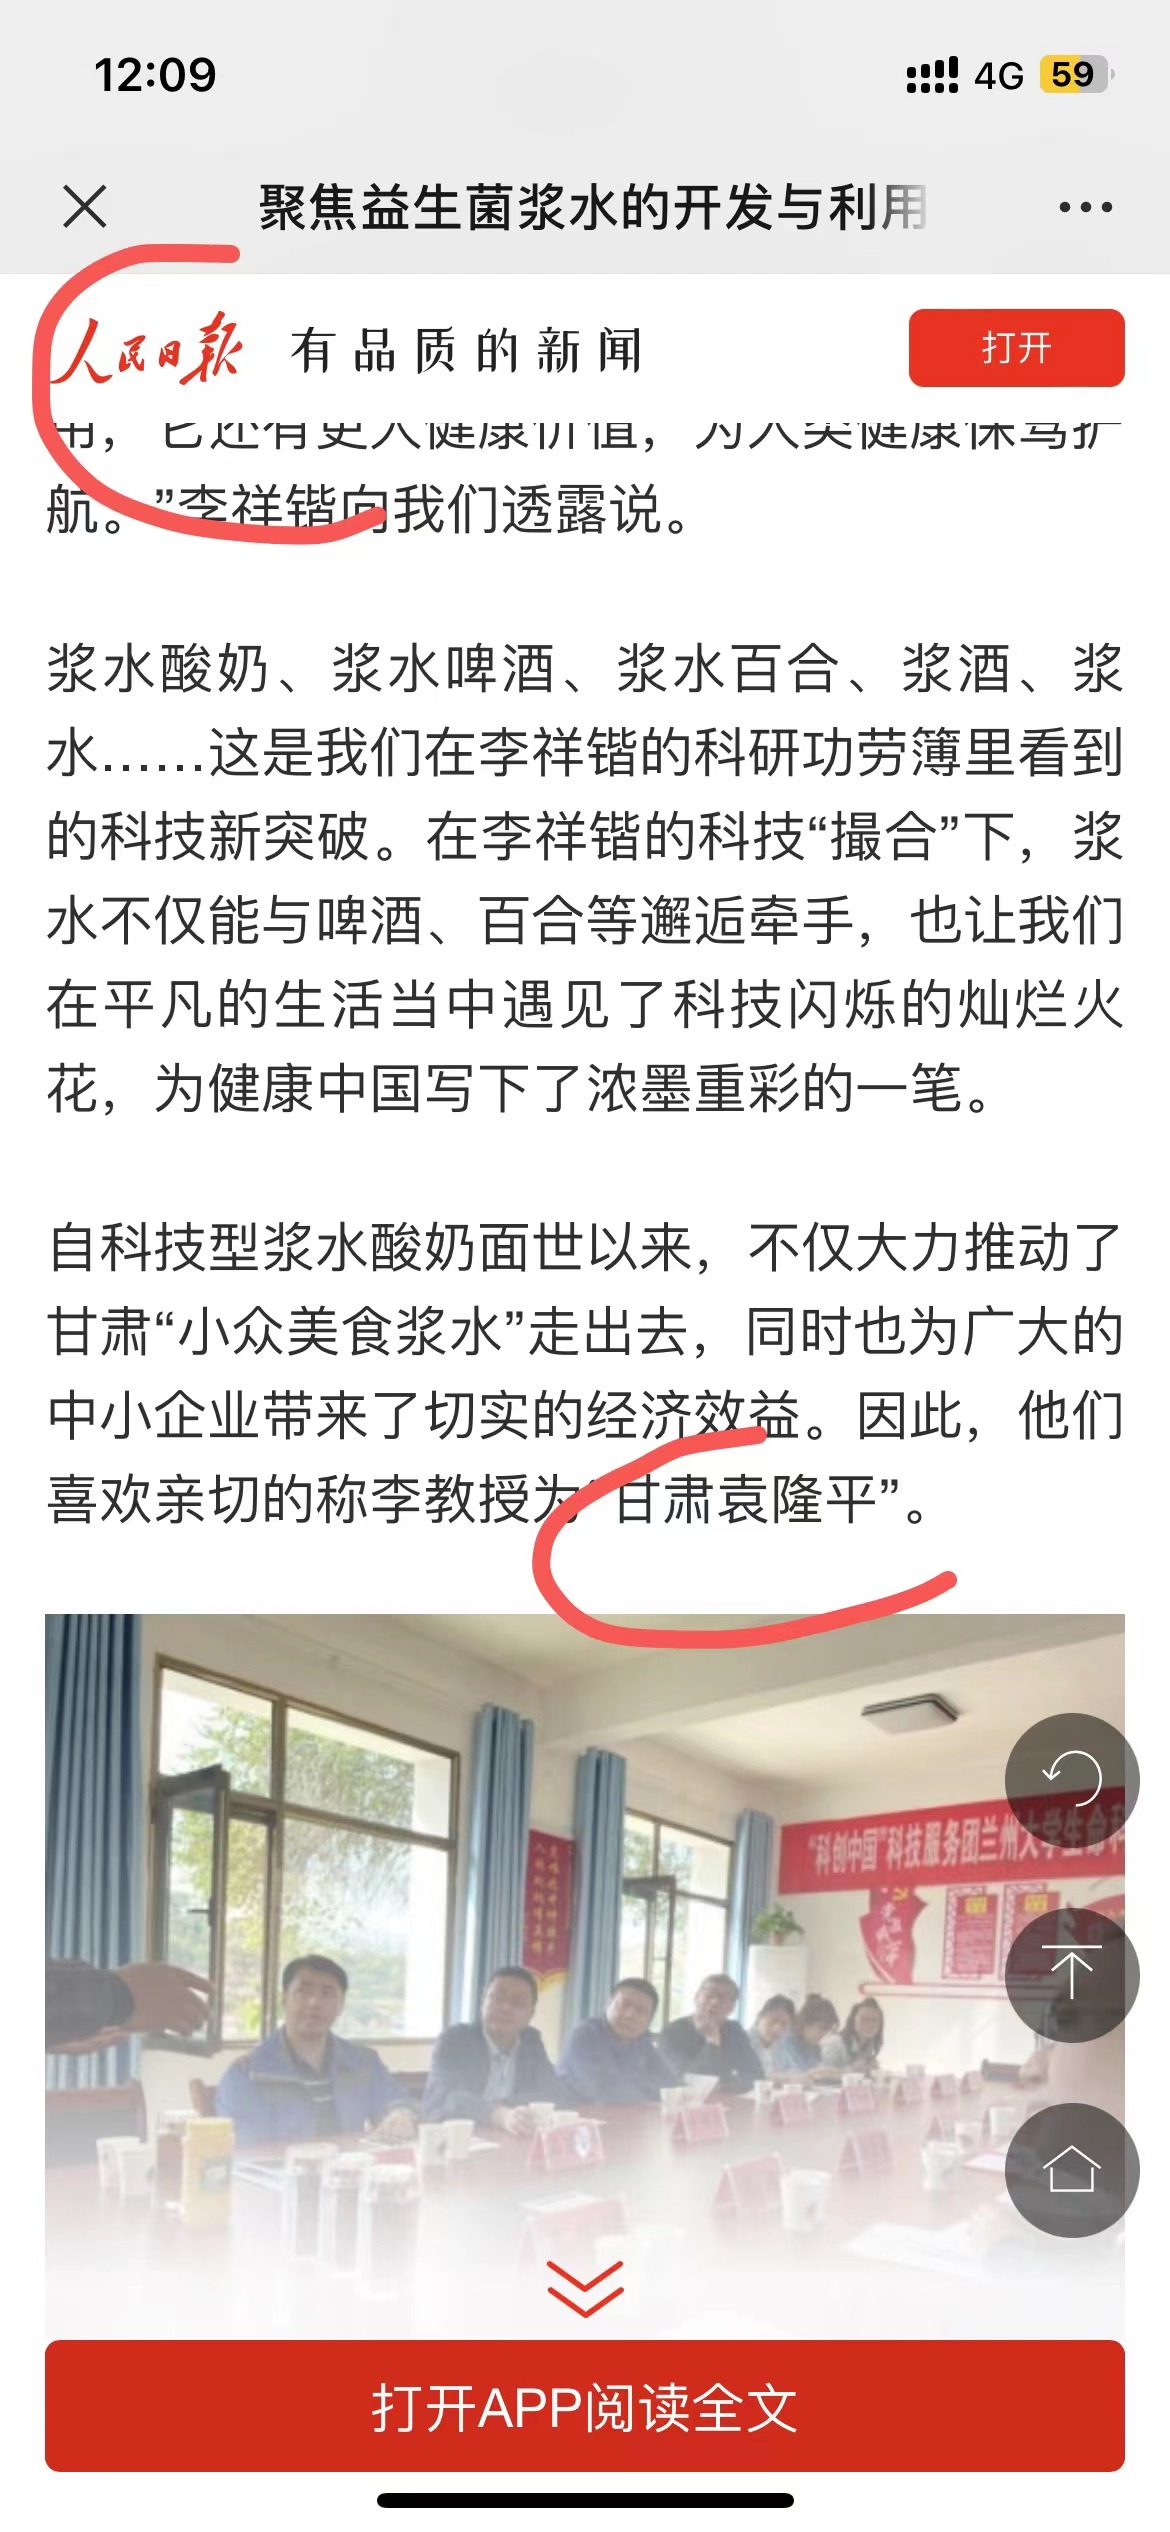 12:09
4G 59
聚焦益生菌浆水的开发与利用
人民日报 有品质的新闻 打开
用，它还有更大健康价值，为人类健康保驾护
航。”李祥锴向我们透露说。
浆水酸奶、浆水啤酒、浆水百合、浆酒、浆
水……这是我们在李祥锴的科研功劳簿里看到
的科技新突破。在李祥锴的科技“撮合”下，浆
水不仅能与啤酒、百合等邂逅牵手，也让我们
在平凡的生活当中遇见了科技闪烁的灿烂火
花，为健康中国写下了浓墨重彩的一笔。
自科技型浆水酸奶面世以来，不仅大力推动了
甘肃“小众美食浆水”走出去，同时也为广大的
中小企业带来了切实的经济效益。因此，他们
喜欢亲切的称李教授为“甘肃袁隆平”。
“科创中国”科技服务团兰州大学生命科
打开APP阅读全文